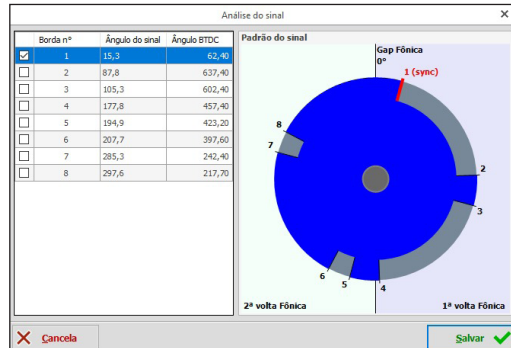 Análise do sinal
Borda nº Ângulo do sinal Ângulo BTDC
1 15,3 62,40
2 87,8 637,40
3 105,3 602,40
4 177,8 457,40
5 194,9 423,20
6 207,7 397,60
7 285,3 242,40
8 297,6 217,70
Padrão do sinal
Gap Fônica
0°
1 (sync)
8
7
2
3
6
5
4
2ª volta Fônica
1ª volta Fônica
Cancela
Salvar